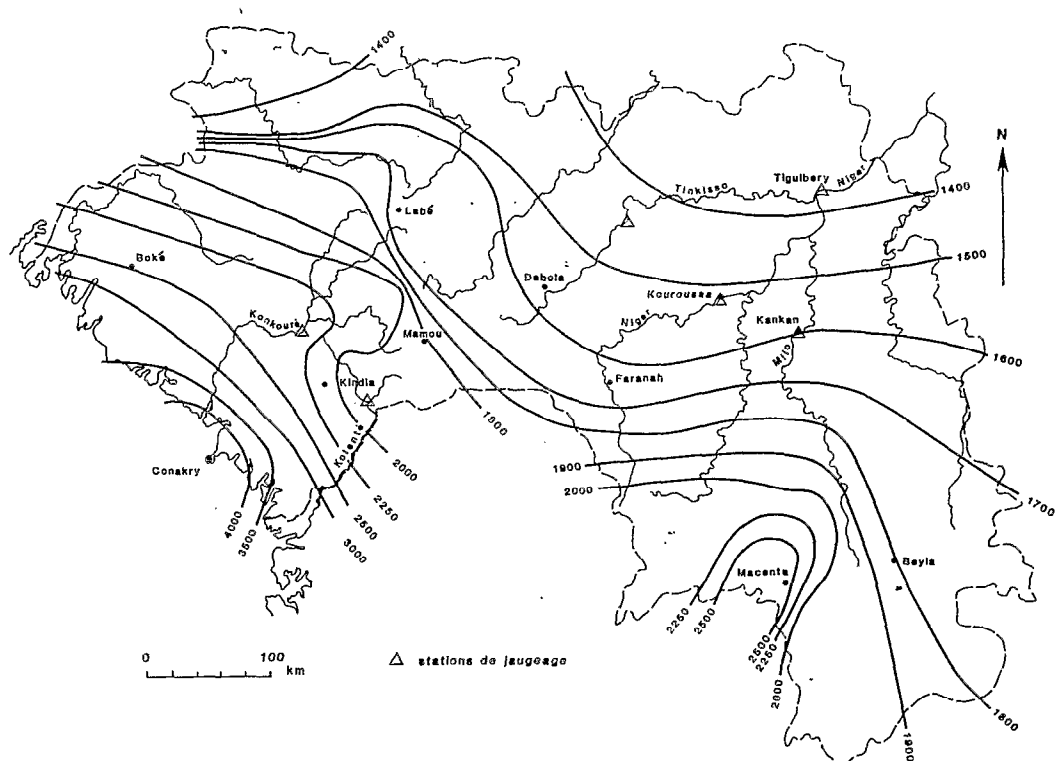 1400
N
Tiguibery
Niger
Tinkisso
1400
Labé
Boké
1500
Dabola
Kouroussa
Niger
Konkouré
Kankan
Mamou
Milo
1600
Kindia
Faranah
1800
Kolenté
2000
1900
2000
1700
Conakry
2250
2500
3000
4000
3500
Beyla
Macenta
2250
2500
2500
2250
2000
0 100
km
stations de jaugeage
1800
1900